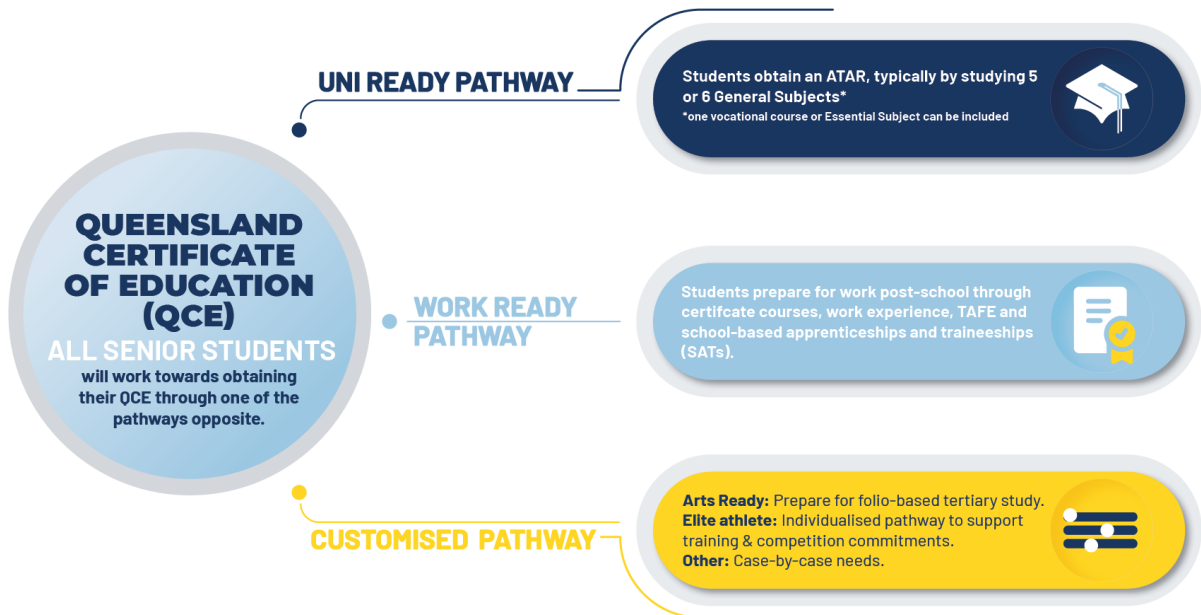 QUEENSLAND
CERTIFICATE
OF EDUCATION
(QCE)
ALL SENIOR STUDENTS
will work towards obtaining
their QCE through one of the
pathways opposite.
UNI READY PATHWAY
Students obtain an ATAR, typically by studying 5
or 6 General Subjects*
*one vocational course or Essential Subject can be included
WORK READY
PATHWAY
Students prepare for work post-school through
certifcate courses, work experience, TAFE and
school-based apprenticeships and traineeships
(SATs).
CUSTOMISED PATHWAY
Arts Ready: Prepare for folio-based tertiary study.
Elite athlete: Individualised pathway to support
training & competition commitments.
Other: Case-by-case needs.